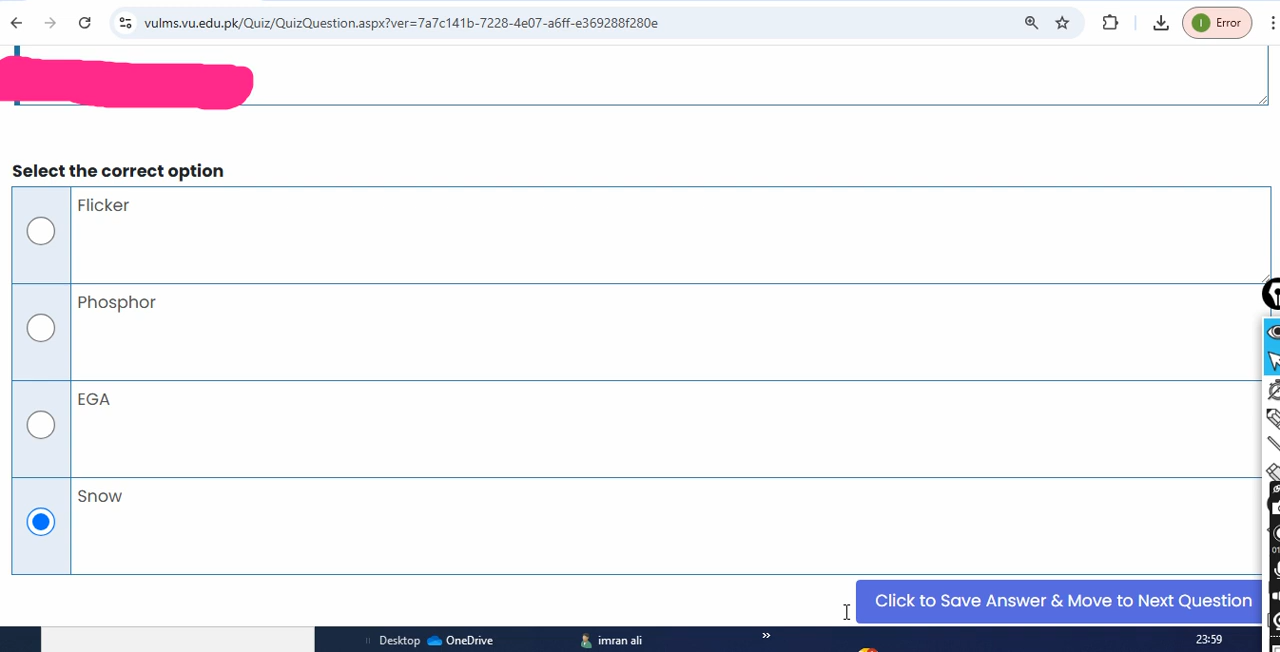 vulms.vu.edu.pk/Quiz/QuizQuestion.aspx?ver=7a7c141b-7228-4e07-a6ff-e369288f280e
I
Error
Select the correct option
Flicker
Phosphor
EGA
Snow
Click to Save Answer & Move to Next Question
Desktop
OneDrive
imran ali
»
23:59